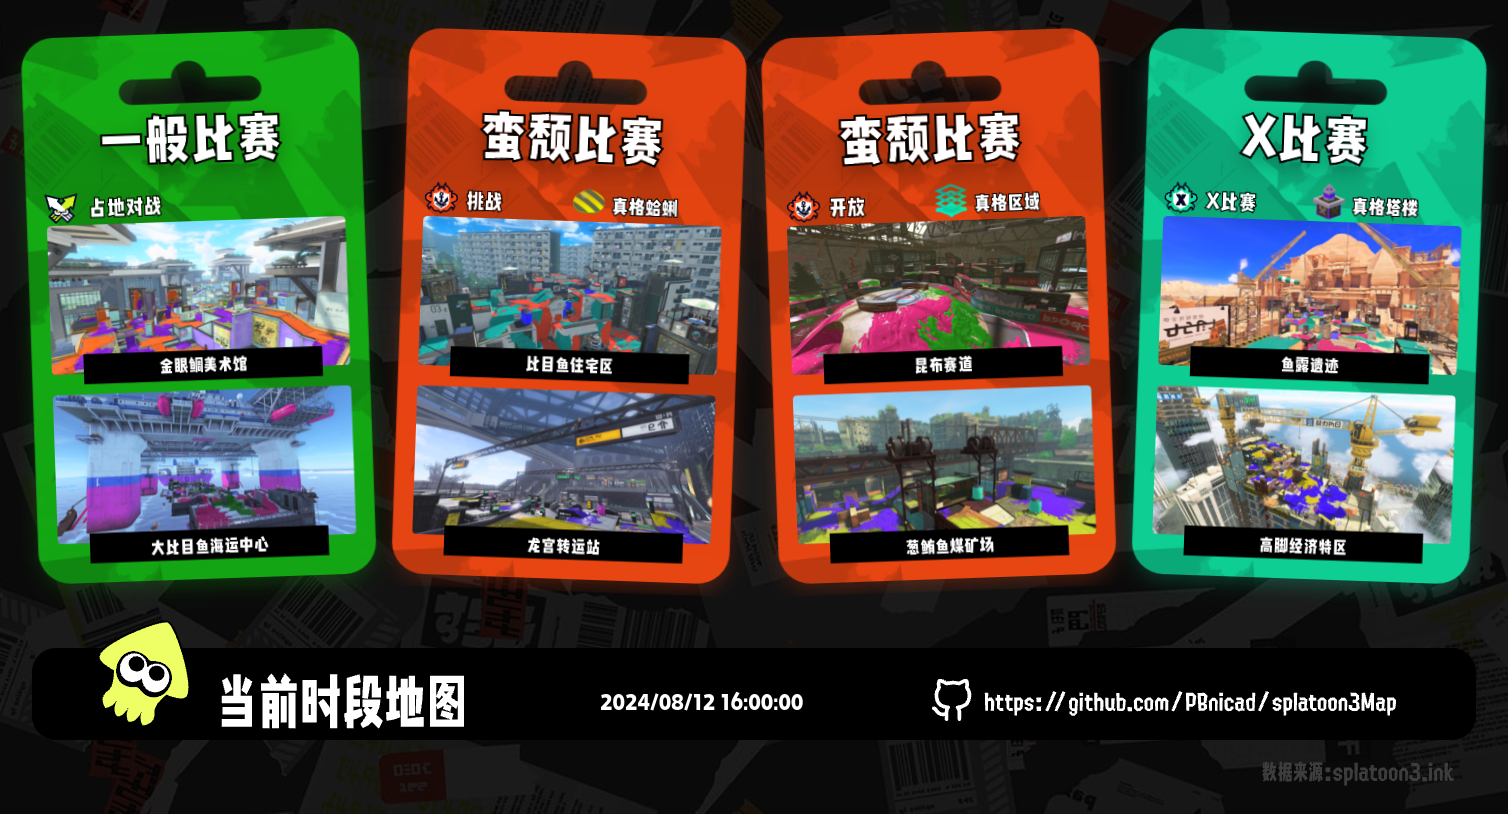 一般比赛
占地对战
金眼鲷美术馆
大比目鱼海运中心
蛮颓比赛
挑战
真格蛤蜊
比目鱼住宅区
龙宫转运站
蛮颓比赛
开放
真格区域
昆布赛道
葱鲔鱼煤矿场
X比赛
X比赛
真格塔楼
鱼露遗迹
高脚经济特区
当前时段地图
2024/08/12 16:00:00
https://github.com/PBnicad/splatoon3Map
数据来源:splatoon3.ink